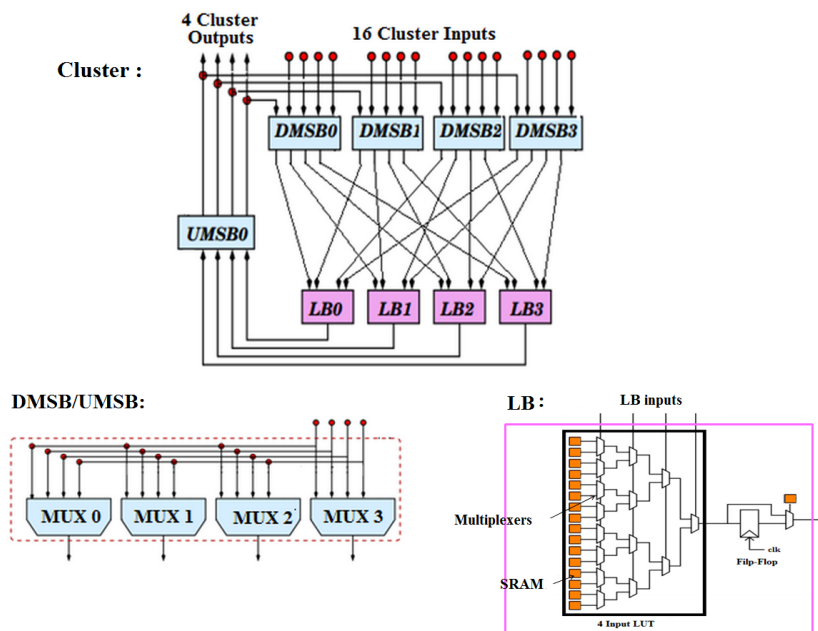 4 Cluster
Outputs
16 Cluster Inputs
Cluster :
DMSB0 DMSB1 DMSB2 DMSB3
UMSB0
LB0 LB1 LB2 LB3
DMSB/UMSB:
MUX 0 MUX 1 MUX 2 MUX 3
LB :
LB inputs
Multiplexers
SRAM
clk
Filp-Flop
4 Input LUT